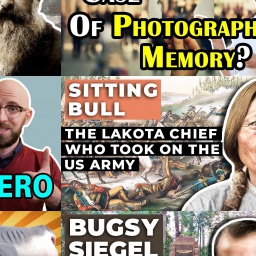 OF PHOTOGRAPH
MEMORY?
SITTING
BULL
THE LAKOTA CHIEF
WHO TOOK ON THE
US ARMY
ERO
BUGSY
SIEGEL